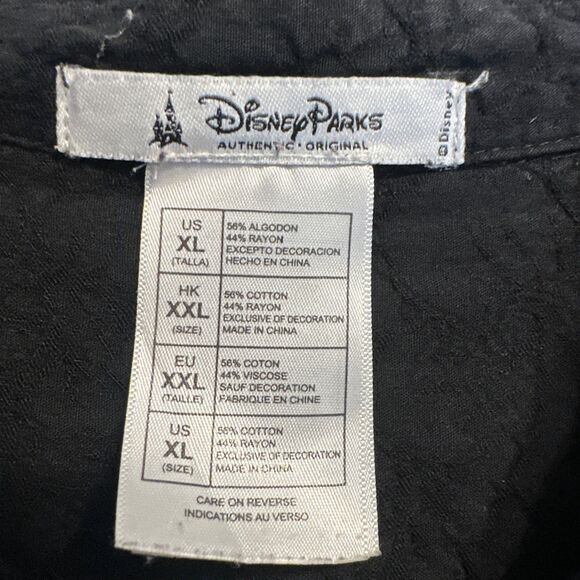 Disney Parks
AUTHENTIC • ORIGINAL
© Disney
US
XL
(TALLA)
56% ALGODON
44% RAYON
EXCEPTO DECORACION
HECHO EN CHINA
HK
XXL
(SIZE)
56% COTTON
44% RAYON
EXCLUSIVE OF DECORATION
MADE IN CHINA
EU
XXL
(TAILLE)
56% COTON
44% VISCOSE
SAUF DECORATION
FABRIQUE EN CHINE
US
XL
(SIZE)
56% COTTON
44% RAYON
EXCLUSIVE OF DECORATION
MADE IN CHINA
CARE ON REVERSE
INDICATIONS AU VERSO